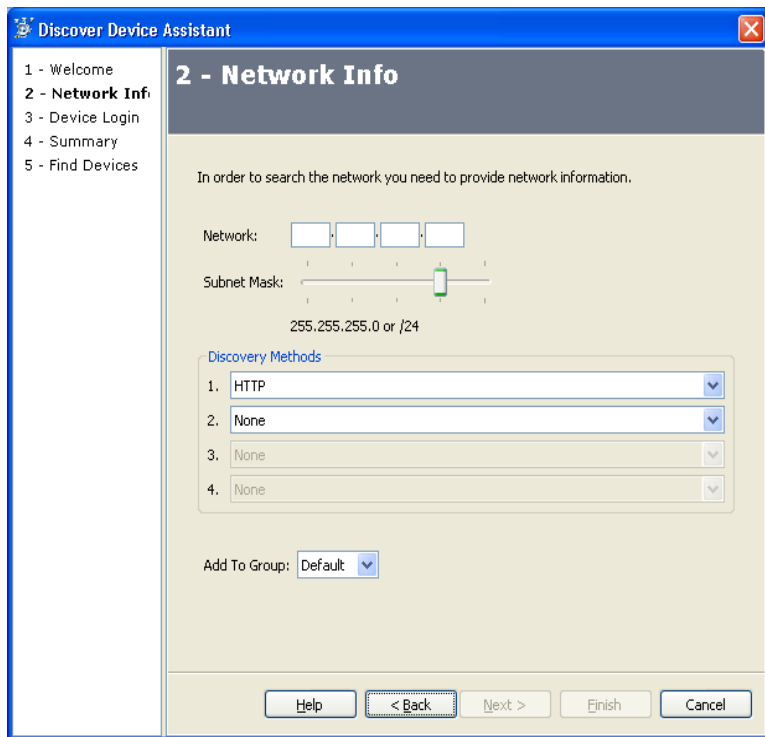 Discover Device Assistant
1 - Welcome
2 - Network Inf
3 - Device Login
4 - Summary
5 - Find Devices
2 - Network Info
In order to search the network you need to provide network information.
Network: . . .
Subnet Mask:
255.255.255.0 or /24
Discovery Methods
1. HTTP
2. None
3. None
4. None
Add To Group: Default
Help < Back Next > Finish Cancel